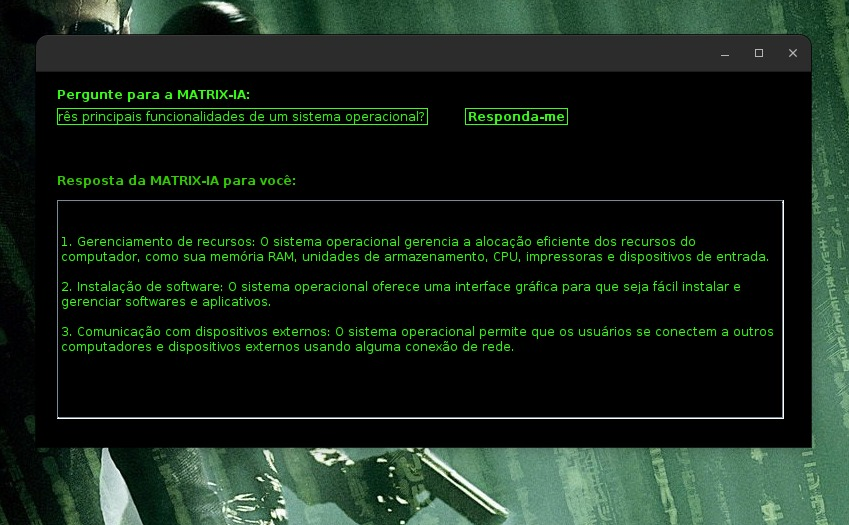 Pergunte para a MATRIX-IA:
rês principais funcionalidades de um sistema operacional?
Responda-me
Resposta da MATRIX-IA para você:
1. Gerenciamento de recursos: O sistema operacional gerencia a alocação eficiente dos recursos do
computador, como sua memória RAM, unidades de armazenamento, CPU, impressoras e dispositivos de entrada.
2. Instalação de software: O sistema operacional oferece uma interface gráfica para que seja fácil instalar e
gerenciar softwares e aplicativos.
3. Comunicação com dispositivos externos: O sistema operacional permite que os usuários se conectem a outros
computadores e dispositivos externos usando alguma conexão de rede.